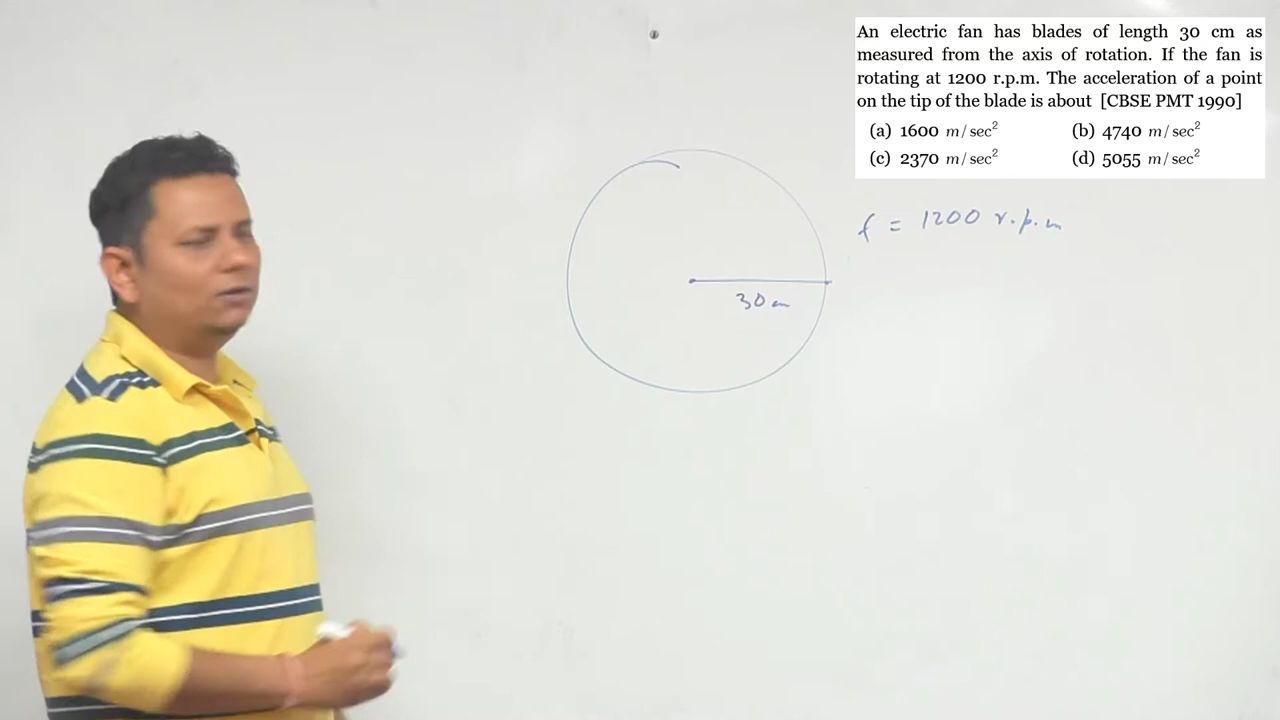 An electric fan has blades of length 30 cm as
measured from the axis of rotation. If the fan is
rotating at 1200 r.p.m. The acceleration of a point
on the tip of the blade is about [CBSE PMT 1990]
(a) 1600 m/sec² (b) 4740 m/sec²
(c) 2370 m/sec² (d) 5055 m/sec²
f = 1200 r.p.m
30 cm